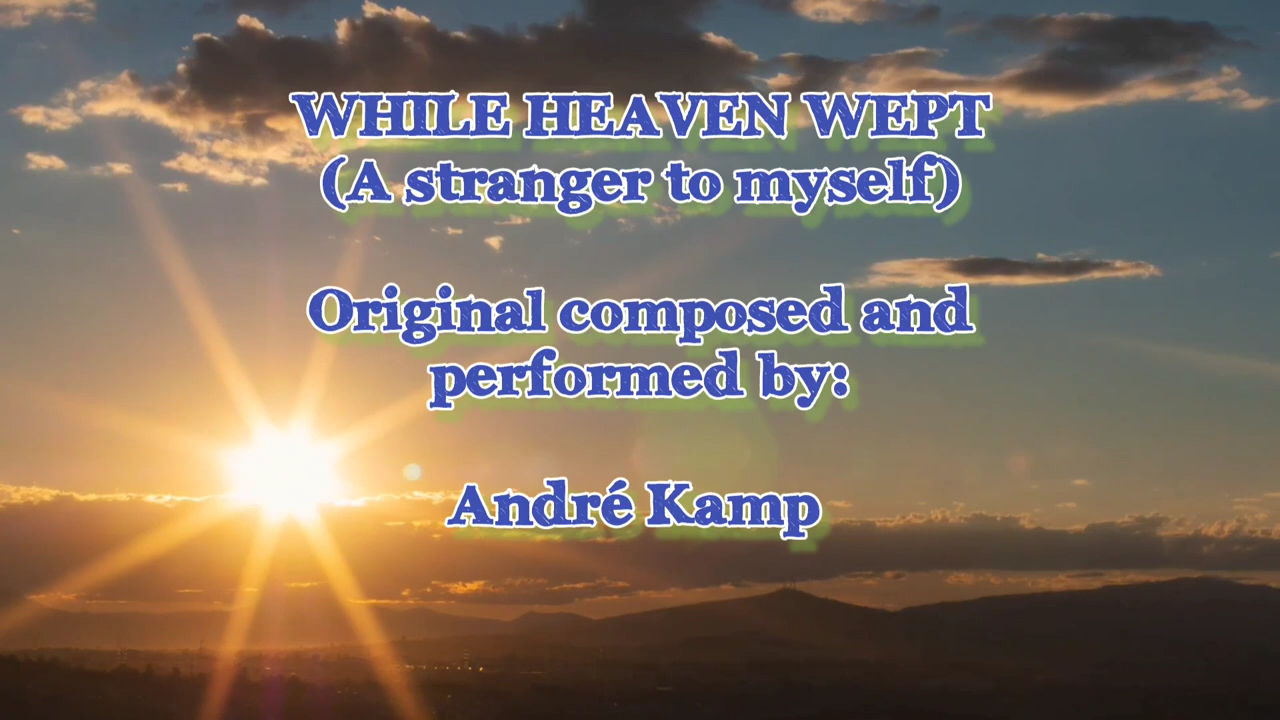 WHILE HEAVEN WEPT
(A stranger to myself)
Original composed and
performed by:
André Kamp